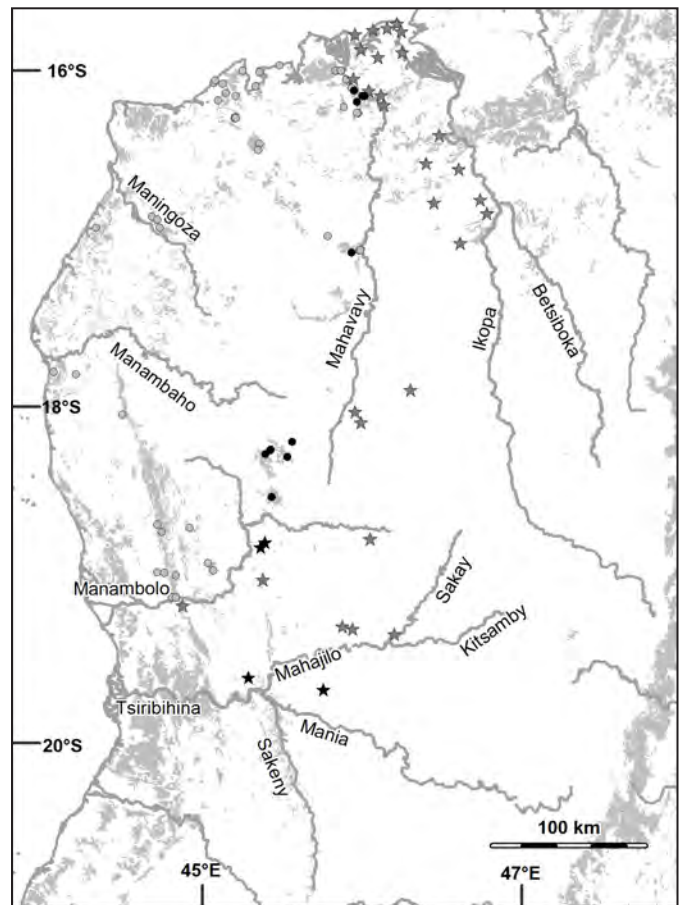 16°S
Maningoza
Mahavavy
Ikopa
Betsiboka
Manambaho
18°S
Sakay
Manambolo
Kitsamby
Mahajilo
Tsiribihina
Mania
20°S
Sakeny
100 km
45°E
47°E